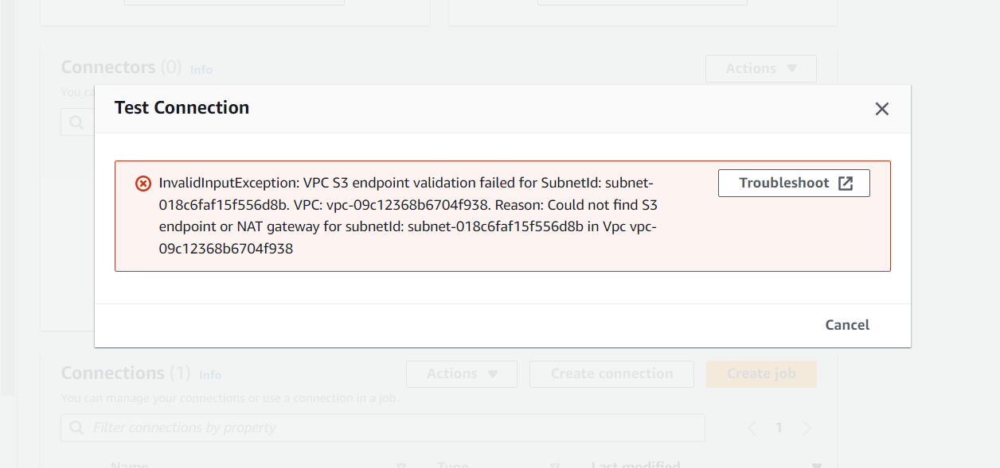 Connectors (0) Info
Actions
You ca
Test Connection
InvalidInputException: VPC S3 endpoint validation failed for SubnetId: subnet-
018c6faf15f556d8b. VPC: vpc-09c12368b6704f938. Reason: Could not find S3
endpoint or NAT gateway for subnetId: subnet-018c6faf15f556d8b in Vpc vpc-
09c12368b6704f938
Troubleshoot
Cancel
Connections (1) Info
Actions
Create connection
Create job
You can manage your connections or use a connection in a job.
Filter connections by property
1
Name
Type
Last modified